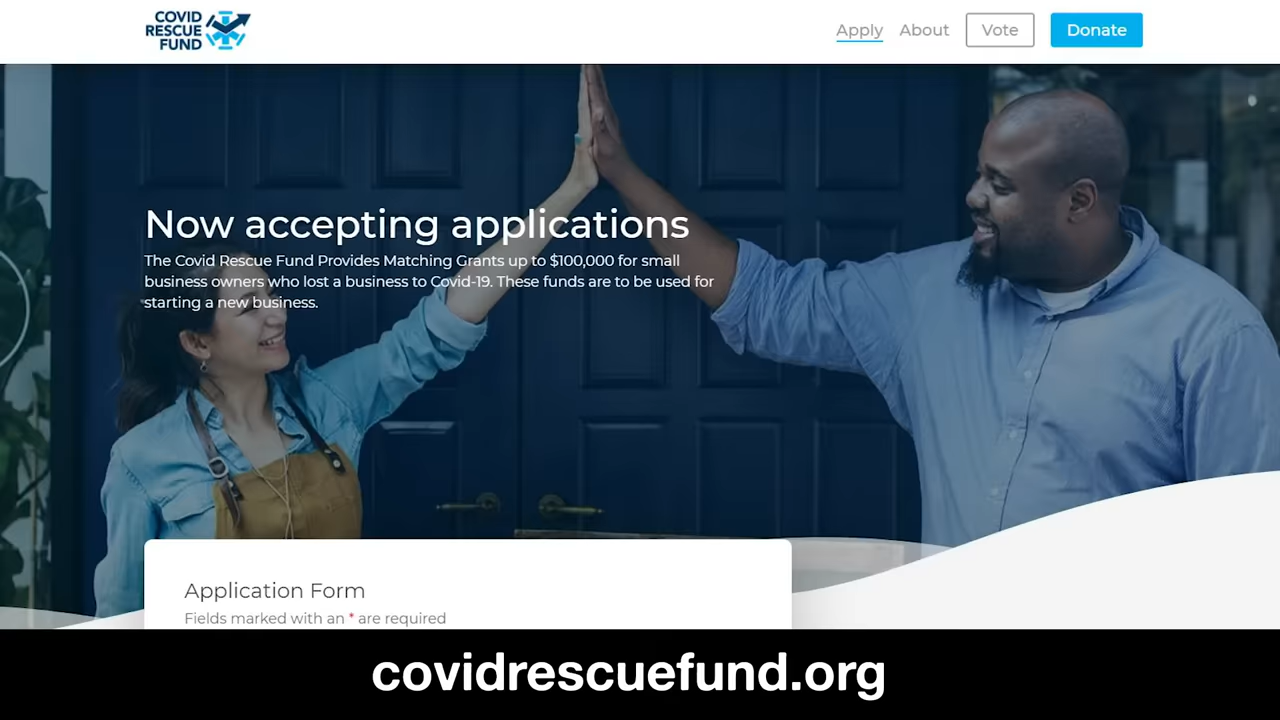 COVID
RESCUE
FUND
Apply
About
Vote
Donate
Now accepting applications
The Covid Rescue Fund Provides Matching Grants up to $100,000 for small
business owners who lost a business to Covid-19. These funds are to be used for
starting a new business.
Application Form
Fields marked with an * are required
covidrescuefund.org